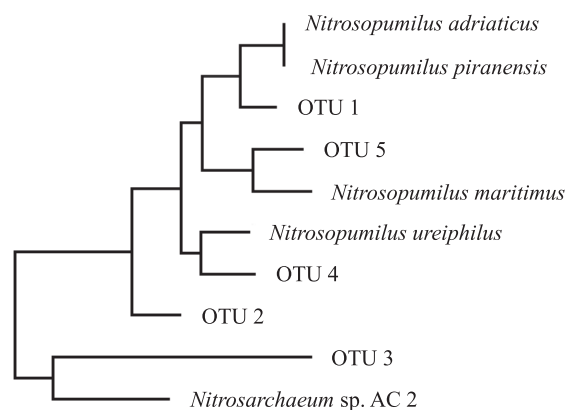 Nitrosopumilus adriaticus
Nitrosopumilus piranensis
OTU 1
OTU 5
Nitrosopumilus maritimus
Nitrosopumilus ureiphilus
OTU 4
OTU 2
OTU 3
Nitrosarchaeum sp. AC 2